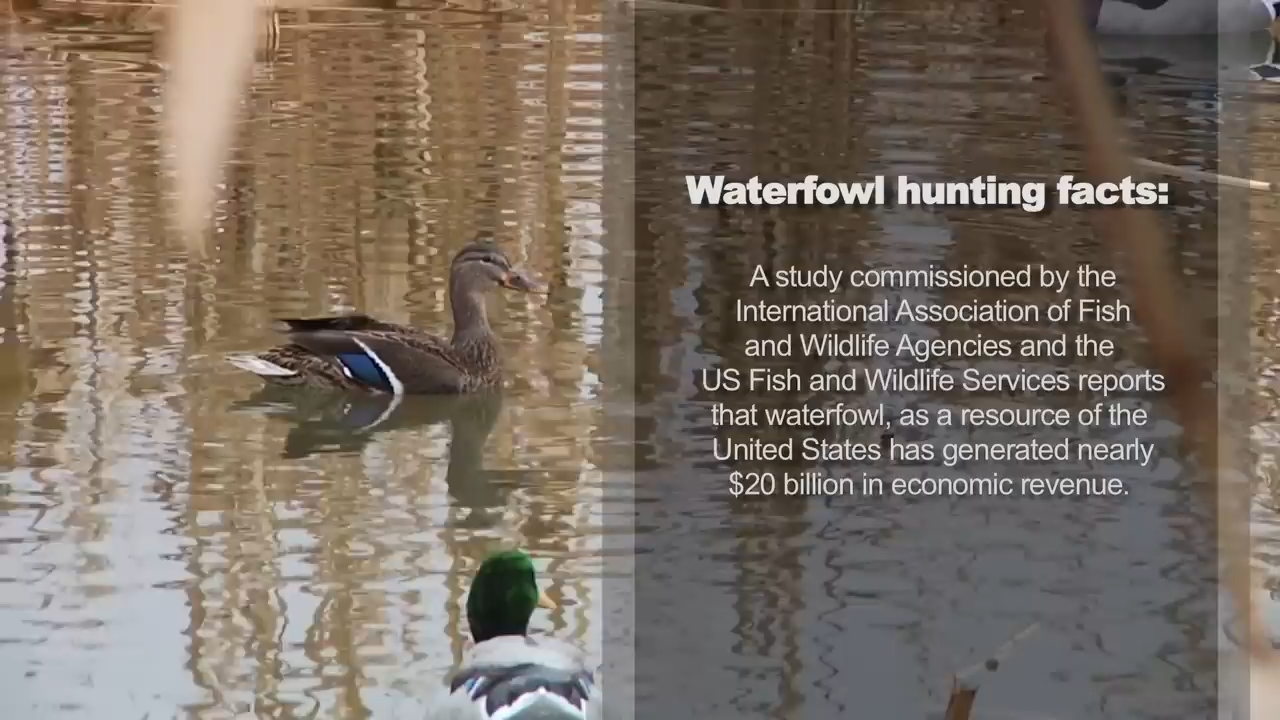 Waterfowl hunting facts:
A study commissioned by the
International Association of Fish
and Wildlife Agencies and the
US Fish and Wildlife Services reports
that waterfowl, as a resource of the
United States has generated nearly
$20 billion in economic revenue.